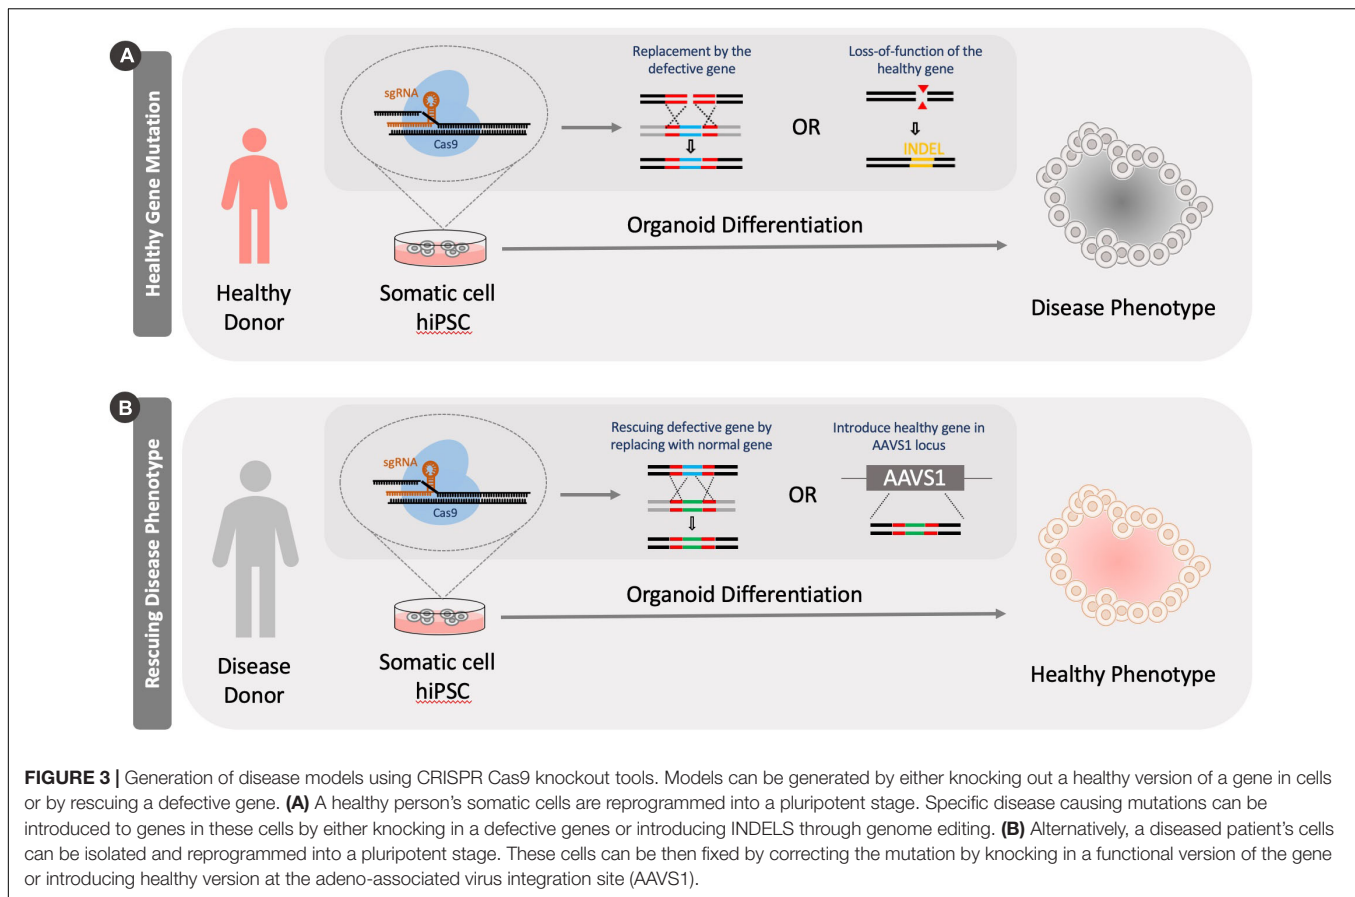 A
Healthy Gene Mutation
sgRNA
Cas9
Replacement by the
defective gene
OR
Loss-of-function of the
healthy gene
INDEL
Organoid Differentiation
Healthy
Donor
Somatic cell
hiPSC
Disease Phenotype
B
Rescuing Disease Phenotype
sgRNA
Cas9
Rescuing defective gene by
replacing with normal gene
OR
Introduce healthy gene in
AAVS1 locus
AAVS1
Organoid Differentiation
Disease
Donor
Somatic cell
hiPSC
Healthy Phenotype
FIGURE 3 | Generation of disease models using CRISPR Cas9 knockout tools. Models can be generated by either knocking out a healthy version of a gene in cells
or by rescuing a defective gene. (A) A healthy person's somatic cells are reprogrammed into a pluripotent stage. Specific disease causing mutations can be
introduced to genes in these cells by either knocking in a defective genes or introducing INDELS through genome editing. (B) Alternatively, a diseased patient's cells
can be isolated and reprogrammed into a pluripotent stage. These cells can be then fixed by correcting the mutation by knocking in a functional version of the gene
or introducing healthy version at the adeno-associated virus integration site (AAVS1).